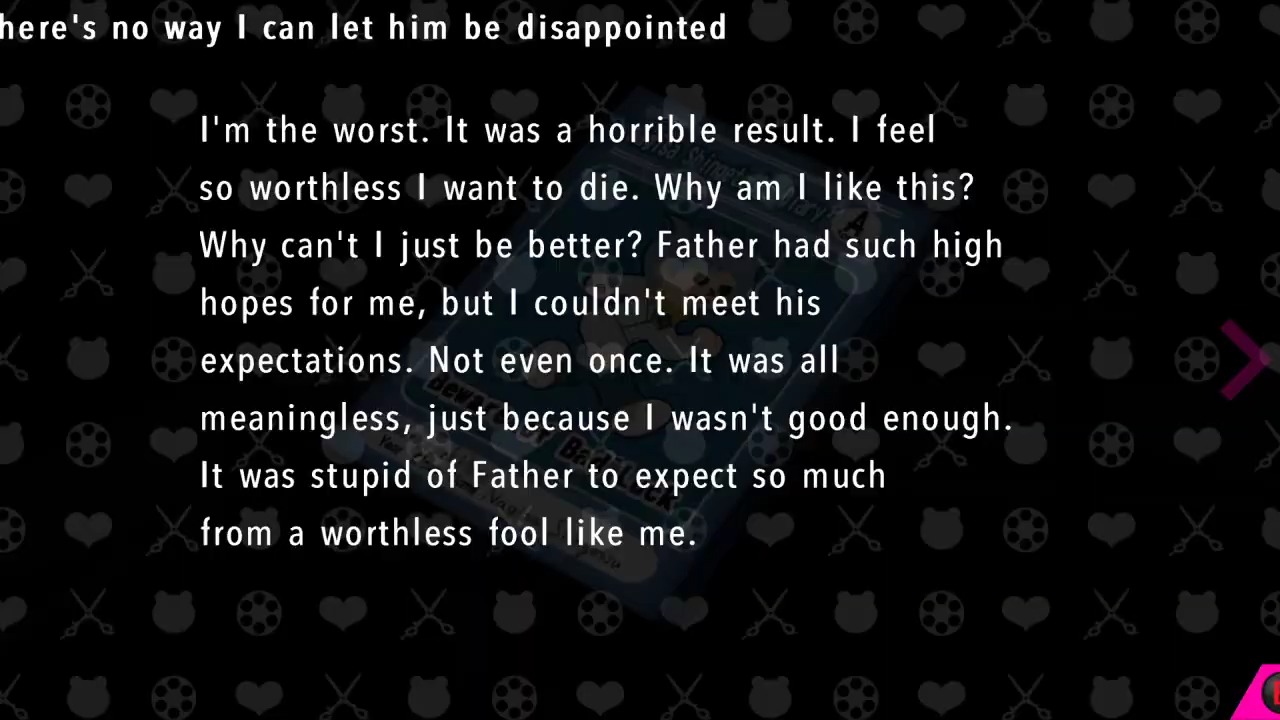 here's no way I can let him be disappointed
I'm the worst. It was a horrible result. I feel
so worthless I want to die. Why am I like this?
Why can't I just be better? Father had such high
hopes for me, but I couldn't meet his
expectations. Not even once. It was all
meaningless, just because I wasn't good enough.
It was stupid of Father to expect so much
from a worthless fool like me.